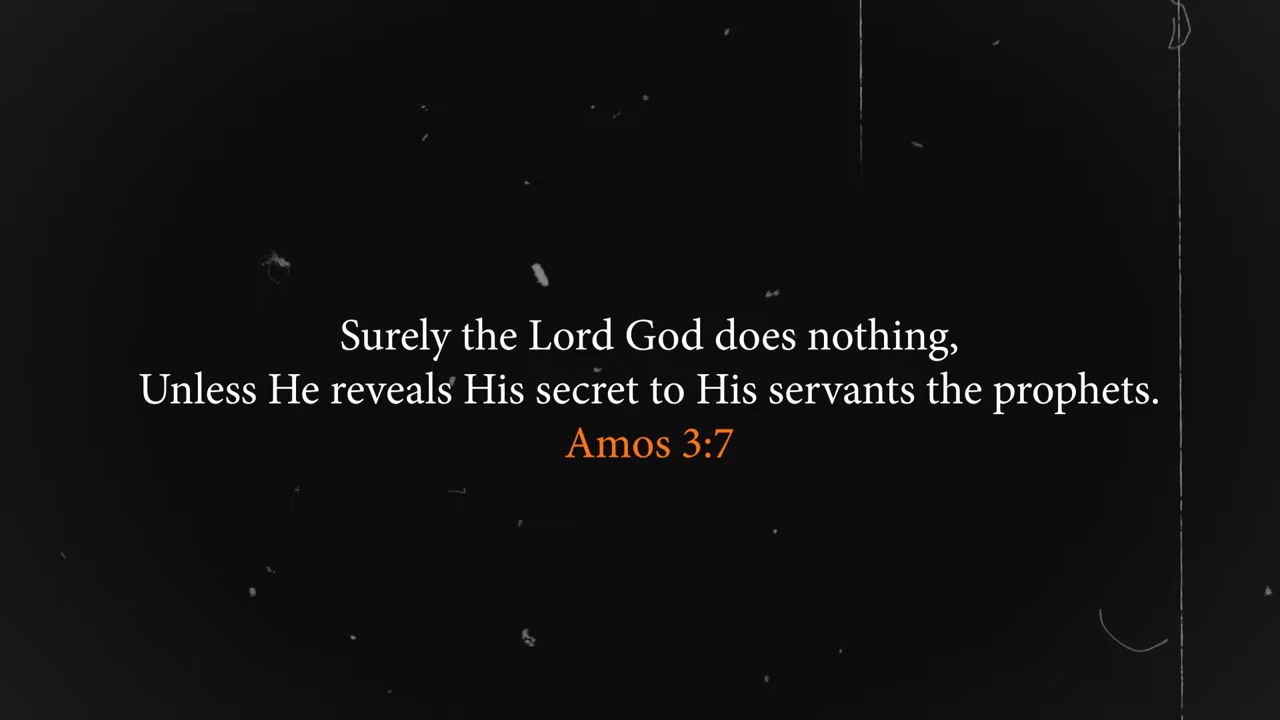 Surely the Lord God does nothing,
Unless He reveals His secret to His servants the prophets.
Amos 3:7